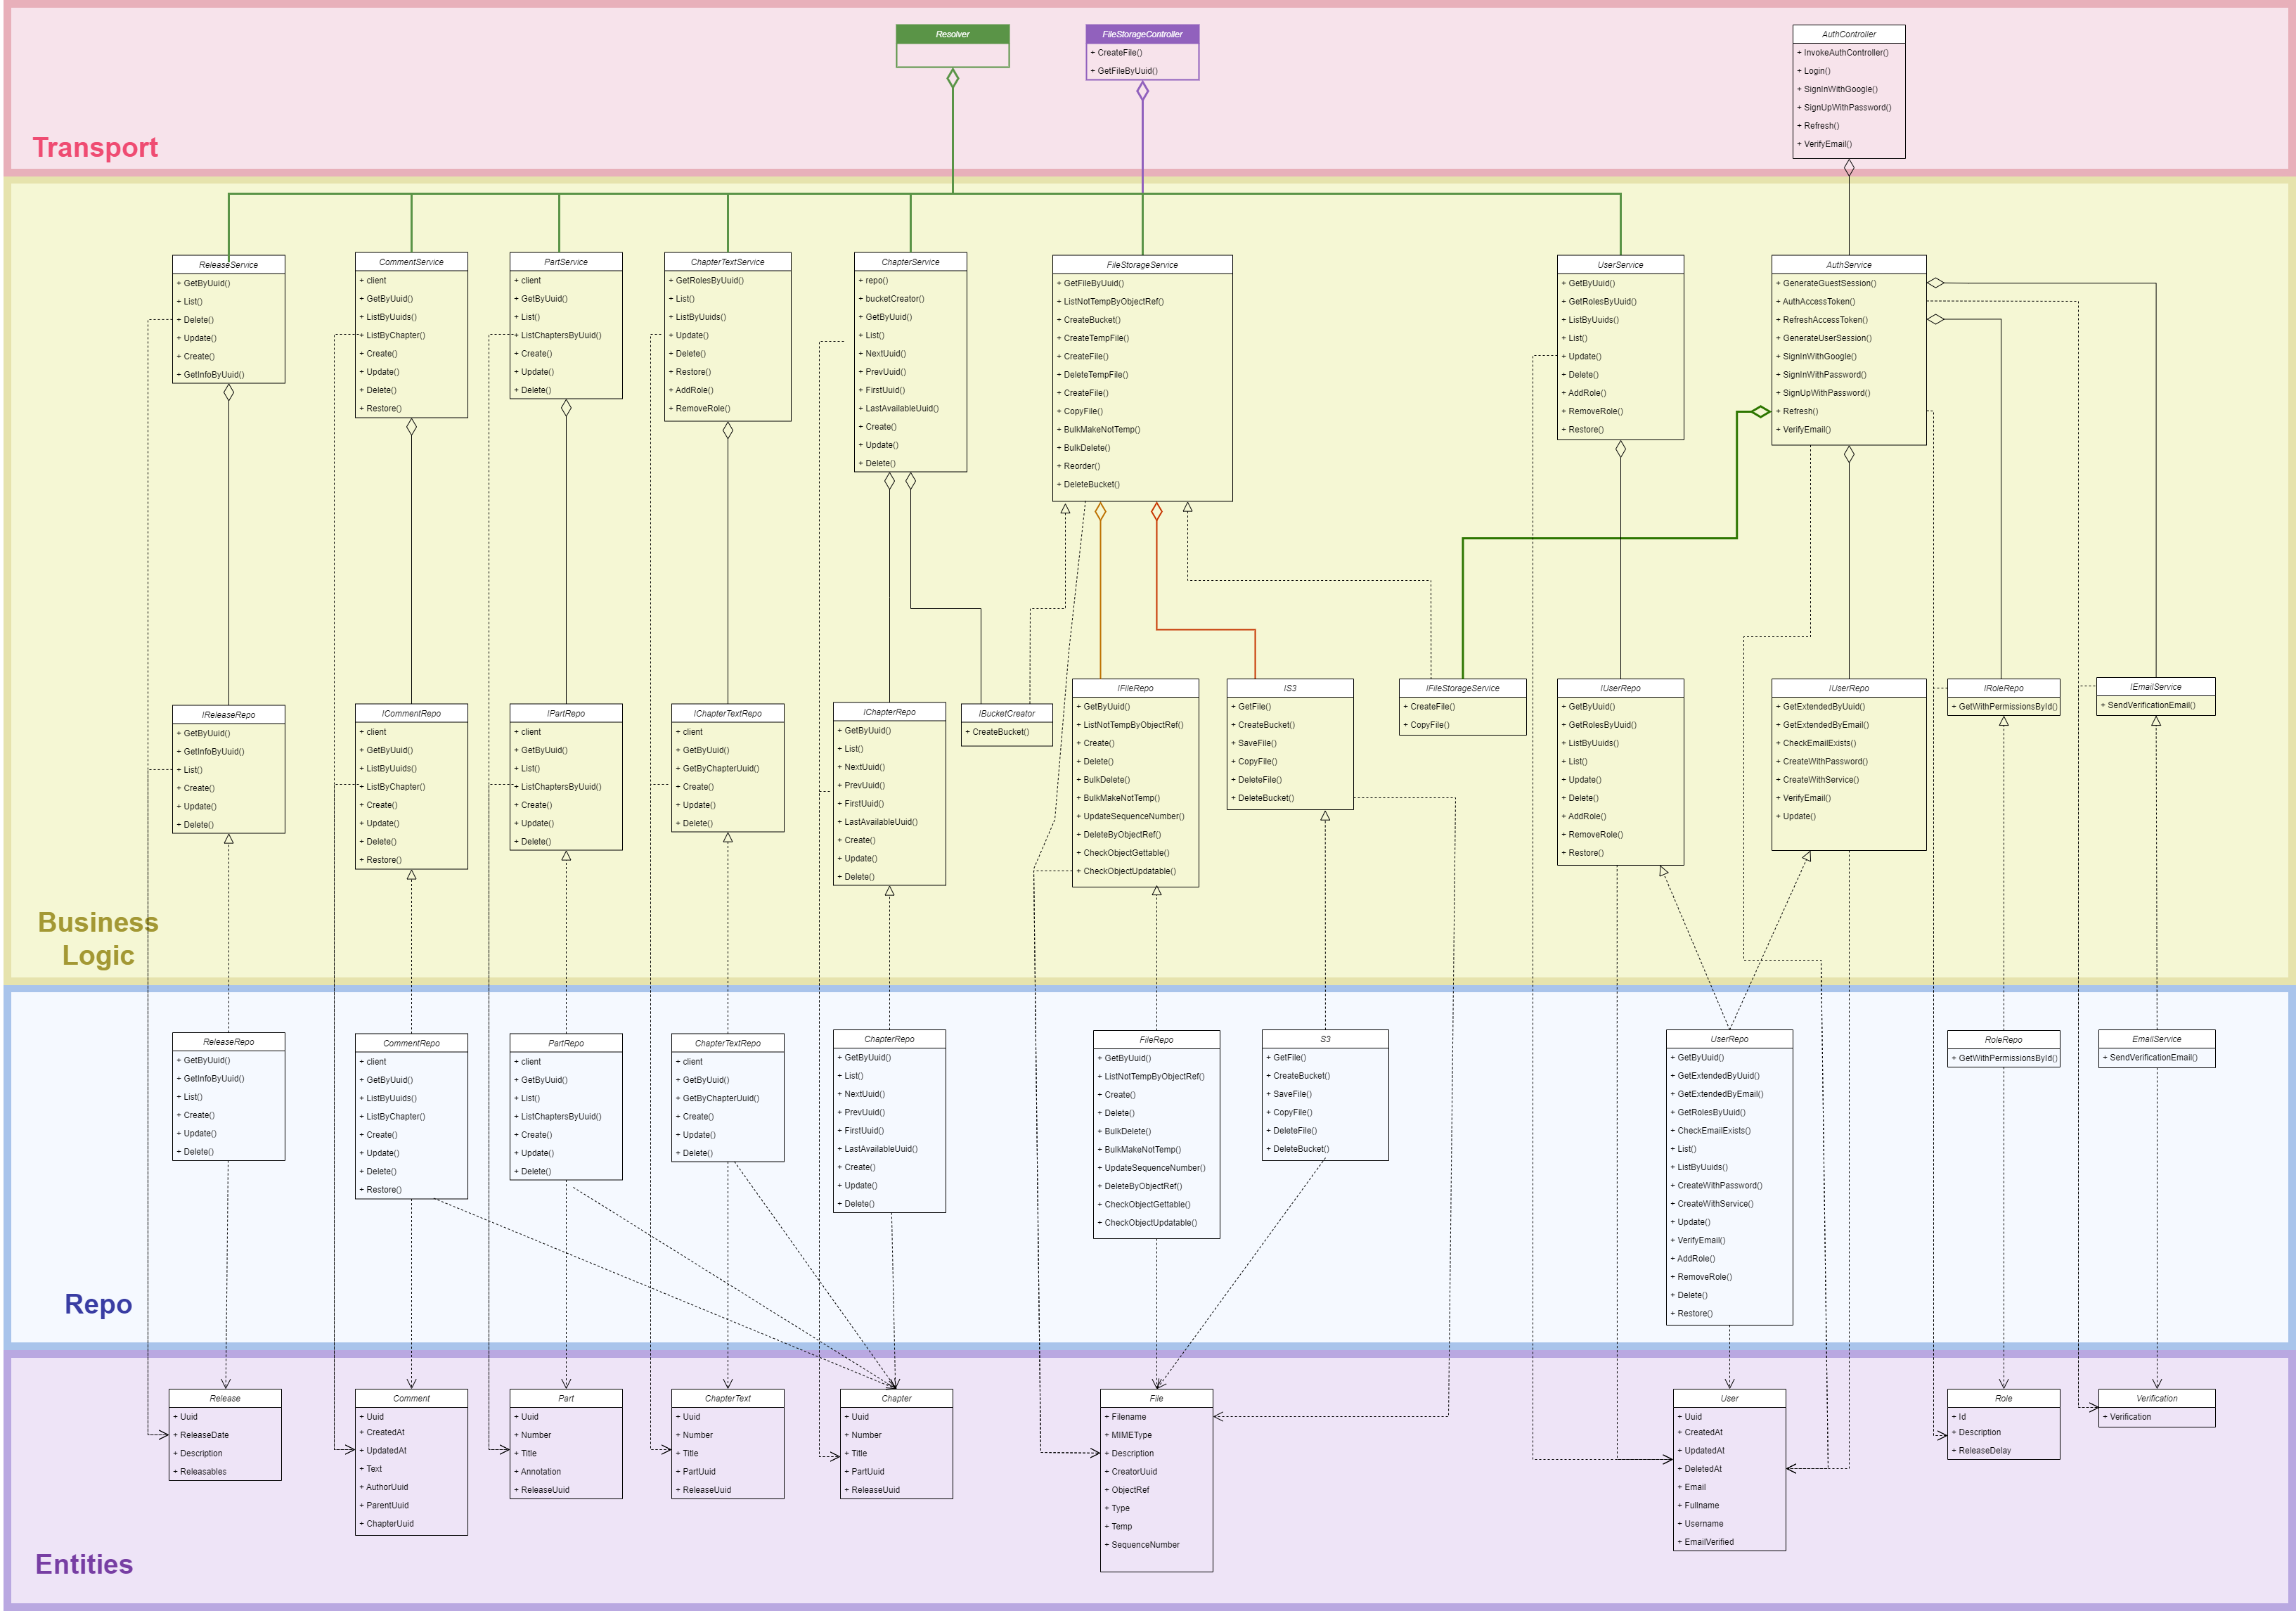 Transport
Resolver
FileStorageController
+ CreateFile()
+ GetFileByUuid()
AuthController
+ InvokeAuthController()
+ Login()
+ SignInWithGoogle()
+ SignUpWithPassword()
+ Refresh()
+ VerifyEmail()
Business
Logic
ReleaseService
+ GetByUuid()
+ List()
+ Delete()
+ Update()
+ Create()
+ GetInfoByUuid()
CommentService
+ client
+ GetByUuid()
+ ListByUuids()
+ ListByChapter()
+ Create()
+ Update()
+ Delete()
+ Restore()
PartService
+ client
+ GetByUuid()
+ List()
+ ListChaptersByUuid()
+ Create()
+ Update()
+ Delete()
ChapterTextService
+ GetRolesByUuid()
+ List()
+ ListByUuids()
+ Update()
+ Delete()
+ Restore()
+ AddRole()
+ RemoveRole()
ChapterService
+ repo()
+ bucketCreator()
+ GetByUuid()
+ List()
+ NextUuid()
+ PrevUuid()
+ FirstUuid()
+ LastAvailableUuid()
+ Create()
+ Update()
+ Delete()
FileStorageService
+ GetFileByUuid()
+ ListNotTempByObjectRef()
+ CreateBucket()
+ CreateTempFile()
+ CreateFile()
+ DeleteTempFile()
+ CreateFile()
+ CopyFile()
+ BulkMakeNotTemp()
+ BulkDelete()
+ Reorder()
+ DeleteBucket()
UserService
+ GetByUuid()
+ GetRolesByUuid()
+ ListByUuids()
+ List()
+ Update()
+ Delete()
+ AddRole()
+ RemoveRole()
+ Restore()
AuthService
+ GenerateGuestSession()
+ AuthAccessToken()
+ RefreshAccessToken()
+ GenerateUserSession()
+ SignInWithGoogle()
+ SignInWithPassword()
+ SignUpWithPassword()
+ Refresh()
+ VerifyEmail()
IReleaseRepo
+ GetByUuid()
+ GetInfoByUuid()
+ List()
+ Create()
+ Update()
+ Delete()
ICommentRepo
+ client
+ GetByUuid()
+ ListByUuids()
+ ListByChapter()
+ Create()
+ Update()
+ Delete()
+ Restore()
IPartRepo
+ client
+ GetByUuid()
+ List()
+ ListChaptersByUuid()
+ Create()
+ Update()
+ Delete()
IChapterTextRepo
+ client
+ GetByUuid()
+ GetByChapterUuid()
+ Create()
+ Update()
+ Delete()
IChapterRepo
+ GetByUuid()
+ List()
+ NextUuid()
+ PrevUuid()
+ FirstUuid()
+ LastAvailableUuid()
+ Create()
+ Update()
+ Delete()
IBucketCreator
+ CreateBucket()
IFileRepo
+ GetByUuid()
+ ListNotTempByObjectRef()
+ Create()
+ Delete()
+ BulkDelete()
+ BulkMakeNotTemp()
+ UpdateSequenceNumber()
+ DeleteByObjectRef()
+ CheckObjectGettable()
+ CheckObjectUpdatable()
IS3
+ GetFile()
+ CreateBucket()
+ SaveFile()
+ CopyFile()
+ DeleteFile()
+ DeleteBucket()
IFileStorageService
+ CreateFile()
+ CopyFile()
IUserRepo
+ GetByUuid()
+ GetRolesByUuid()
+ ListByUuids()
+ List()
+ Update()
+ Delete()
+ AddRole()
+ RemoveRole()
+ Restore()
IUserRepo
+ GetExtendedByUuid()
+ GetExtendedByEmail()
+ CheckEmailExists()
+ CreateWithPassword()
+ CreateWithService()
+ VerifyEmail()
+ Update()
IRoleRepo
+ GetWithPermissionsById()
IEmailService
+ SendVerificationEmail()
Repo
ReleaseRepo
+ GetByUuid()
+ GetInfoByUuid()
+ List()
+ Create()
+ Update()
+ Delete()
CommentRepo
+ client
+ GetByUuid()
+ ListByUuids()
+ ListByChapter()
+ Create()
+ Update()
+ Delete()
+ Restore()
PartRepo
+ client
+ GetByUuid()
+ List()
+ ListChaptersByUuid()
+ Create()
+ Update()
+ Delete()
ChapterTextRepo
+ client
+ GetByUuid()
+ GetByChapterUuid()
+ Create()
+ Update()
+ Delete()
ChapterRepo
+ GetByUuid()
+ List()
+ NextUuid()
+ PrevUuid()
+ FirstUuid()
+ LastAvailableUuid()
+ Create()
+ Update()
+ Delete()
FileRepo
+ GetByUuid()
+ ListNotTempByObjectRef()
+ Create()
+ Delete()
+ BulkDelete()
+ BulkMakeNotTemp()
+ UpdateSequenceNumber()
+ DeleteByObjectRef()
+ CheckObjectGettable()
+ CheckObjectUpdatable()
S3
+ GetFile()
+ CreateBucket()
+ SaveFile()
+ CopyFile()
+ DeleteFile()
+ DeleteBucket()
UserRepo
+ GetByUuid()
+ GetExtendedByUuid()
+ GetExtendedByEmail()
+ GetRolesByUuid()
+ CheckEmailExists()
+ List()
+ ListByUuids()
+ CreateWithPassword()
+ CreateWithService()
+ Update()
+ VerifyEmail()
+ AddRole()
+ RemoveRole()
+ Delete()
+ Restore()
RoleRepo
+ GetWithPermissionsById()
EmailService
+ SendVerificationEmail()
Entities
Release
+ Uuid
+ ReleaseDate
+ Description
+ Releasables
Comment
+ Uuid
+ CreatedAt
+ UpdatedAt
+ Text
+ AuthorUuid
+ ParentUuid
+ ChapterUuid
Part
+ Uuid
+ Number
+ Title
+ Annotation
+ ReleaseUuid
ChapterText
+ Uuid
+ Number
+ Title
+ PartUuid
+ ReleaseUuid
Chapter
+ Uuid
+ Number
+ Title
+ PartUuid
+ ReleaseUuid
File
+ Filename
+ MIMEType
+ Description
+ CreatorUuid
+ ObjectRef
+ Type
+ Temp
+ SequenceNumber
User
+ Uuid
+ CreatedAt
+ UpdatedAt
+ DeletedAt
+ Email
+ Fullname
+ Username
+ EmailVerified
Role
+ Id
+ Description
+ ReleaseDelay
Verification
+ Verification